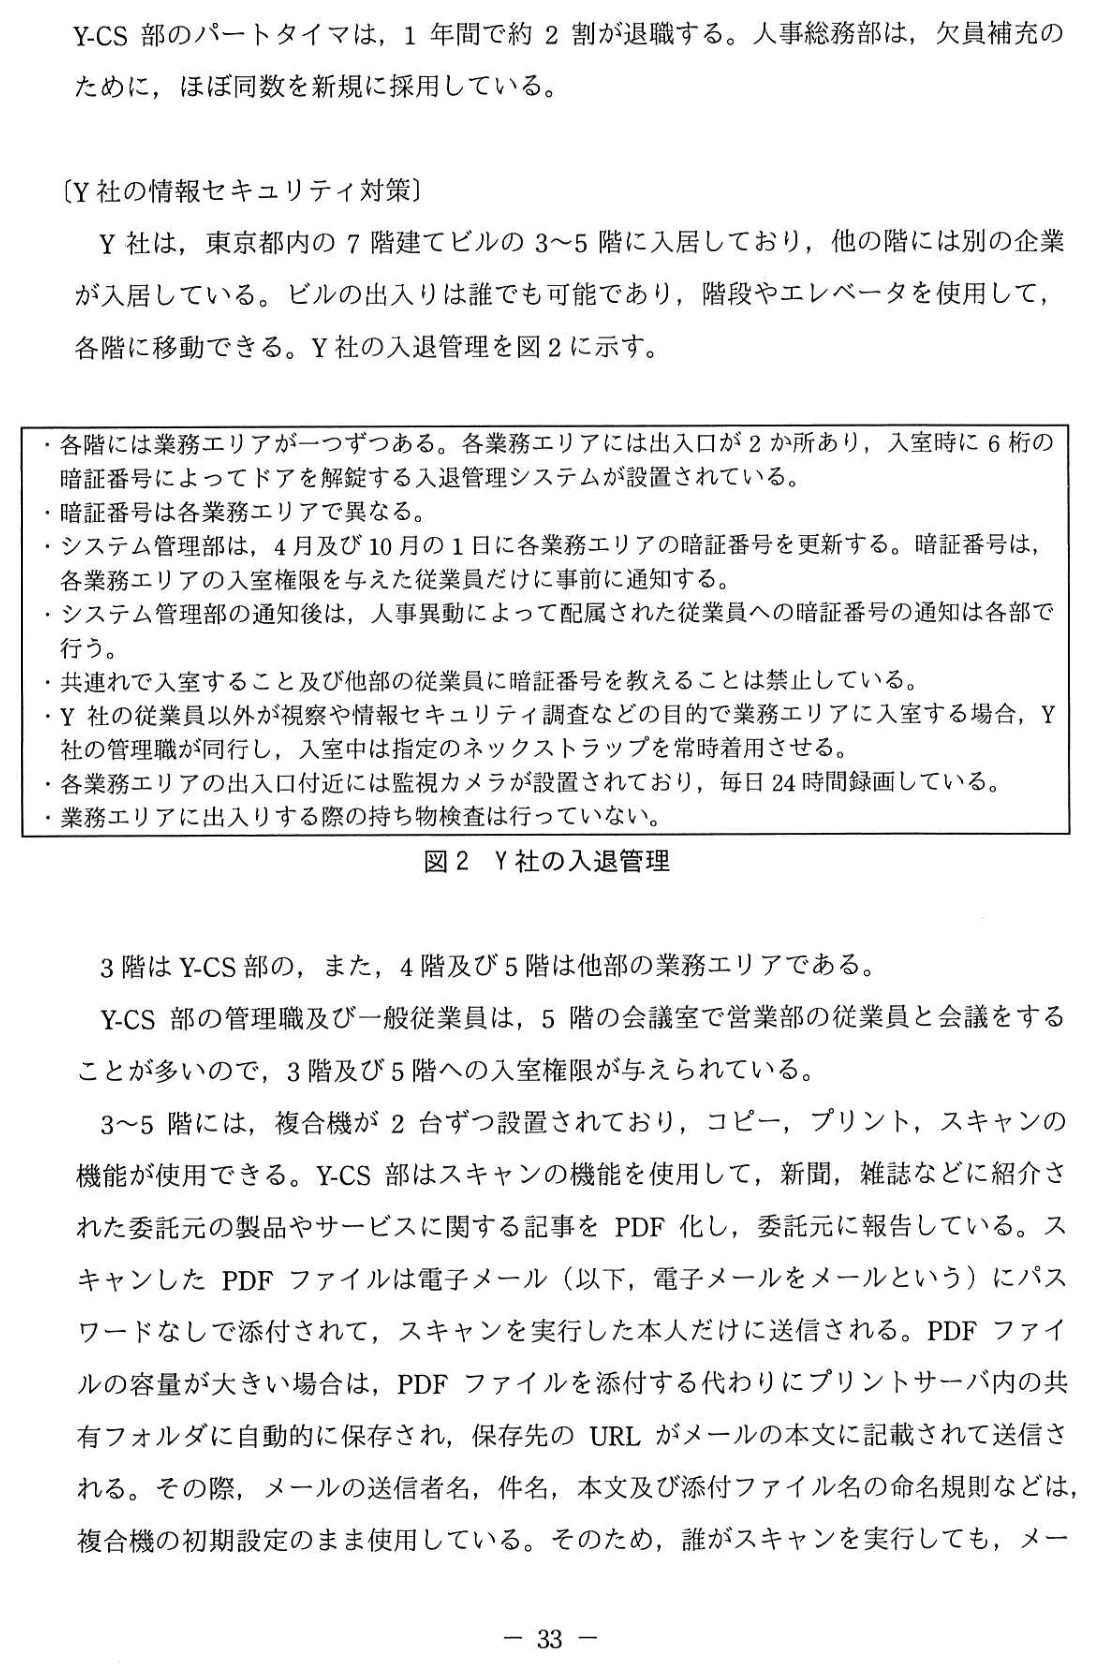 Y-CS 部のパートタイマは，1 年間で約 2 割が退職する。人事総務部は，欠員補充の
ために，ほぼ同数を新規に採用している。
〔Y 社の情報セキュリティ対策〕
Y 社は，東京都内の 7 階建てビルの 3～5 階に入居しており，他の階には別の企業
が入居している。ビルの出入りは誰でも可能であり，階段やエレベータを使用して，
各階に移動できる。Y 社の入退管理を図 2 に示す。
・各階には業務エリアが一つずつある。各業務エリアには出入口が 2 か所あり，入室時に 6 桁の
暗証番号によってドアを解錠する入退管理システムが設置されている。
・暗証番号は各業務エリアで異なる。
・システム管理部は，4 月及び 10 月の 1 日に各業務エリアの暗証番号を更新する。暗証番号は，
各業務エリアの入室権限を与えた従業員だけに事前に通知する。
・システム管理部の通知後は，人事異動によって配属された従業員への暗証番号の通知は各部で
行う。
・共連れで入室すること及び他部の従業員に暗証番号を教えることは禁止している。
・Y 社の従業員以外が視察や情報セキュリティ調査などの目的で業務エリアに入室する場合，Y
社の管理職が同行し，入室中は指定のネックストラップを常時着用させる。
・各業務エリアの出入口付近には監視カメラが設置されており，毎日 24 時間録画している。
・業務エリアに出入りする際の持ち物検査は行っていない。
図 2　Y 社の入退管理
3 階は Y-CS 部の，また，4 階及び 5 階は他部の業務エリアである。
Y-CS 部の管理職及び一般従業員は，5 階の会議室で営業部の従業員と会議をする
ことが多いので，3 階及び 5 階への入室権限が与えられている。
3～5 階には，複合機が 2 台ずつ設置されており，コピー，プリント，スキャンの
機能が使用できる。Y-CS 部はスキャンの機能を使用して，新聞，雑誌などに紹介さ
れた委託元の製品やサービスに関する記事を PDF 化し，委託元に報告している。ス
キャンした PDF ファイルは電子メール（以下，電子メールをメールという）にパス
ワードなしで添付されて，スキャンを実行した本人だけに送信される。PDF ファイ
ルの容量が大きい場合は，PDF ファイルを添付する代わりにプリントサーバ内の共
有フォルダに自動的に保存され，保存先の URL がメールの本文に記載されて送信さ
れる。その際，メールの送信者名，件名，本文及び添付ファイル名の命名規則などは，
複合機の初期設定のまま使用している。そのため，誰がスキャンを実行しても，メー
－ 33 －